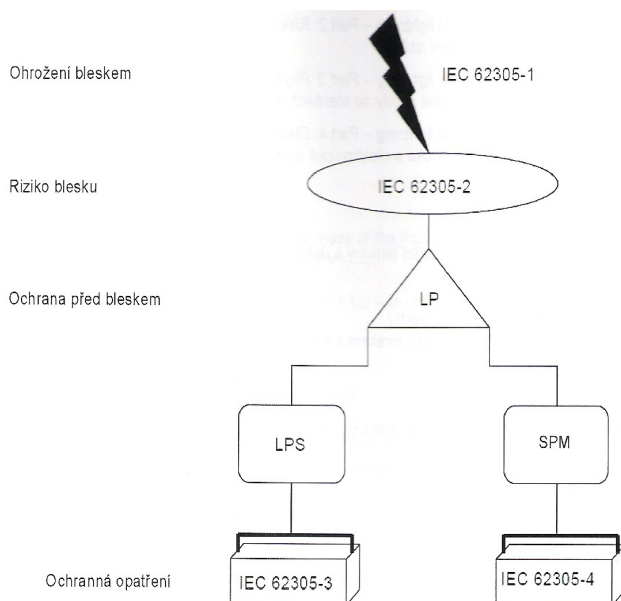 Ohrožení bleskem
IEC 62305-1
Riziko blesku
IEC 62305-2
Ochrana před bleskem
LP
LPS
SPM
Ochranná opatření
IEC 62305-3
IEC 62305-4